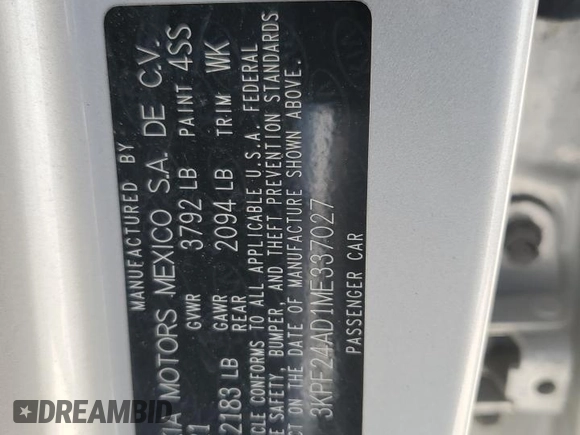 MANUFACTURED BY
KIA MOTORS MEXICO S.A. DE C.V.
GVWR 3792 LB PAINT 4SS
2183 LB GAWR REAR 2094 LB TRIM WK
CONFORMS TO ALL APPLICABLE U.S.A. FEDERAL
SAFETY, BUMPER, AND THEFT PREVENTION STANDARDS
ON THE DATE OF MANUFACTURE SHOWN ABOVE.
3KPF24AD1ME337027
PASSENGER CAR
DREAMBID